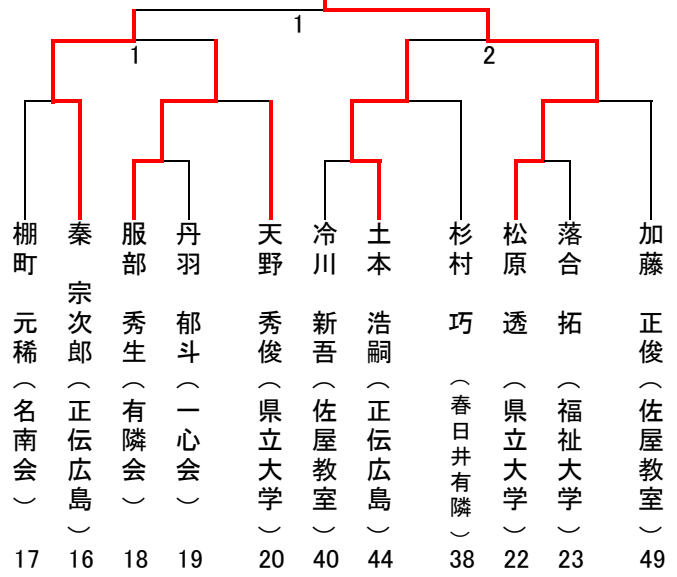 1
1
2
棚町 元稀（名南会）
秦 宗次郎（正伝広島）
服部 秀生（有隣会）
丹羽 郁斗（一心会）
天野 秀俊（県立大学）
冷川 新吾（佐屋教室）
土本 浩嗣（正伝広島）
杉村 巧（春日井有隣）
松原 透（県立大学）
落合 拓（福祉大学）
加藤 正俊（佐屋教室）
17 16 18 19 20 40 44 38 22 23 49